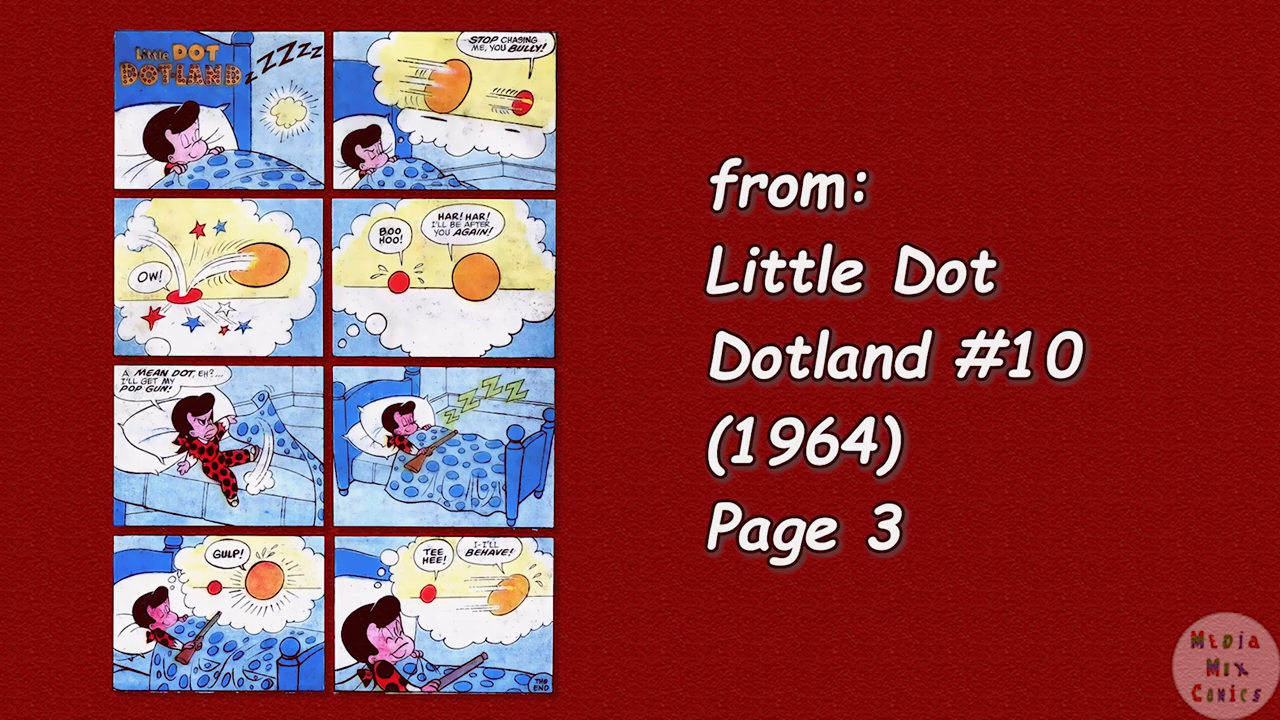 Little DOT
DOTLAND
ZZZZZZ
STOP CHASING
ME, YOU BULLY!
OW!
BOO
HOO!
HAR! HAR!
I'LL BE AFTER
YOU AGAIN!
A MEAN DOT, EH?...
I'LL GET MY
POP GUN!
ZZZZ
GULP!
TEE
HEE!
I-I'LL
BEHAVE!
THE
END
from:
Little Dot
Dotland #10
(1964)
Page 3
MEDiA
MiX
COMiCS